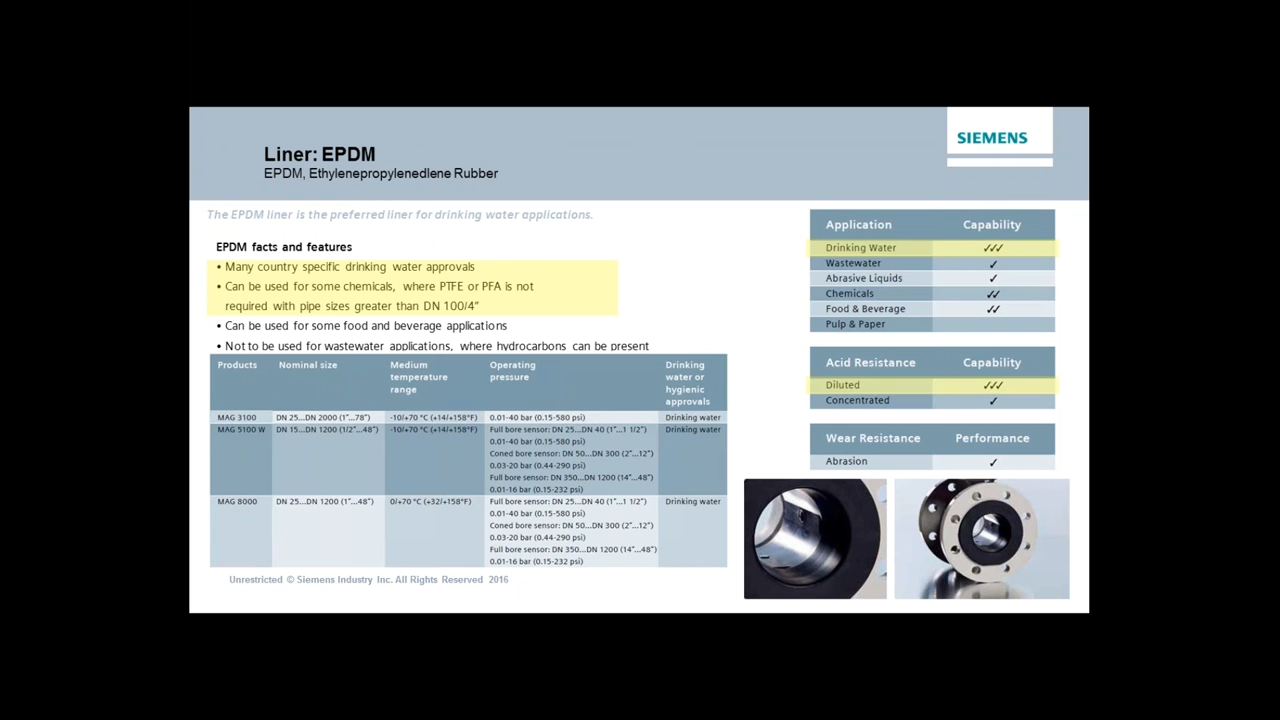 SIEMENS
Liner: EPDM
EPDM, Ethylenepropylenedlene Rubber
The EPDM liner is the preferred liner for drinking water applications.
EPDM facts and features
• Many country specific drinking water approvals
• Can be used for some chemicals, where PTFE or PFA is not
required with pipe sizes greater than DN 100/4”
• Can be used for some food and beverage applications
• Not to be used for wastewater applications, where hydrocarbons can be present
Products Nominal size Medium temperature range Operating pressure Drinking water or hygienic approvals
MAG 3100 DN 25...DN 2000 (1”...78”) -10/+70 °C (+14/+158°F) 0.01-40 bar (0.15-580 psi) Drinking water
MAG 5100 W DN 15...DN 1200 (1/2”...48”) -10/+70 °C (+14/+158°F) Full bore sensor: DN 25...DN 40 (1”...1 1/2”) Drinking water
0.01-40 bar (0.15-580 psi)
Coned bore sensor: DN 50...DN 300 (2”...12”)
0.03-20 bar (0.44-290 psi)
Full bore sensor: DN 350...DN 1200 (14”...48”)
0.01-16 bar (0.15-232 psi)
MAG 8000 DN 25...DN 1200 (1”...48”) 0/+70 °C (+32/+158°F) Full bore sensor: DN 25...DN 40 (1”...1 1/2”) Drinking water
0.01-40 bar (0.15-580 psi)
Coned bore sensor: DN 50...DN 300 (2”...12”)
0.03-20 bar (0.44-290 psi)
Full bore sensor: DN 350...DN 1200 (14”...48”)
0.01-16 bar (0.15-232 psi)
Application Capability
Drinking Water ✓✓✓
Wastewater ✓
Abrasive Liquids ✓
Chemicals ✓✓
Food & Beverage ✓✓
Pulp & Paper
Acid Resistance Capability
Diluted ✓✓✓
Concentrated ✓
Wear Resistance Performance
Abrasion ✓
Unrestricted © Siemens Industry Inc. All Rights Reserved 2016